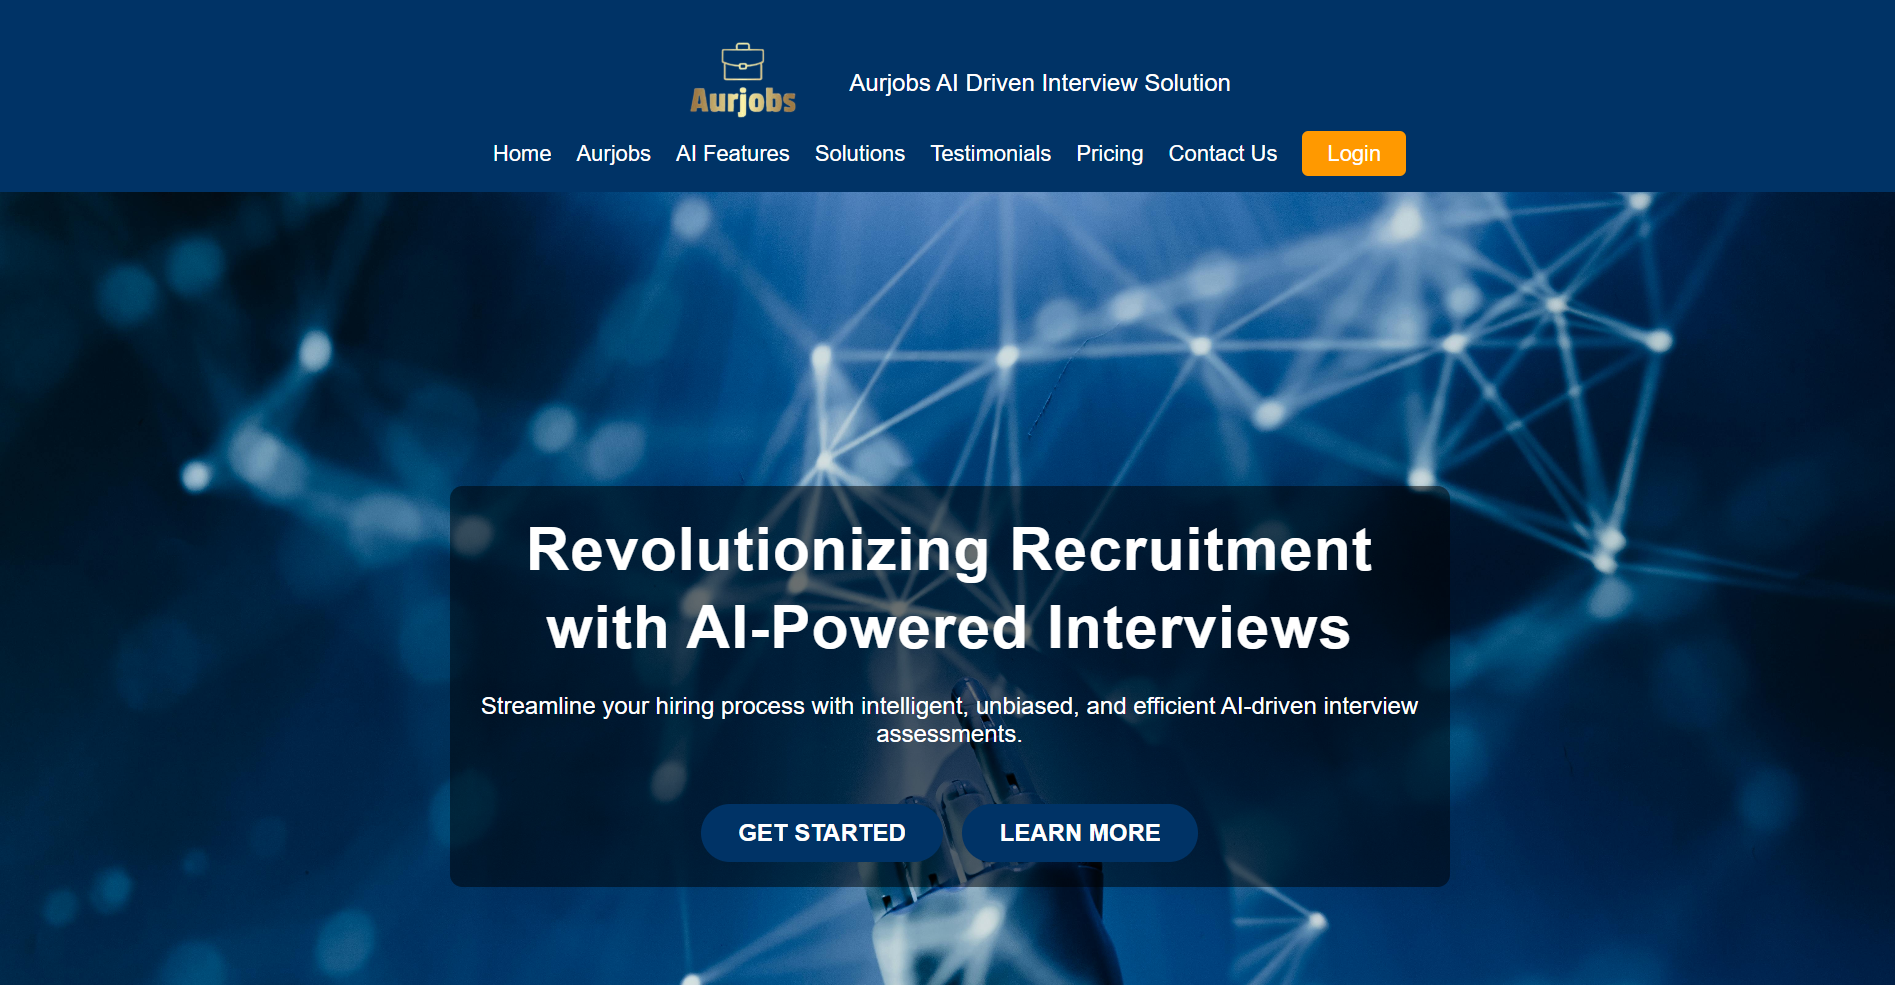 Aurjobs
Aurjobs AI Driven Interview Solution
Home Aurjobs AI Features Solutions Testimonials Pricing Contact Us Login
Revolutionizing Recruitment
with AI-Powered Interviews
Streamline your hiring process with intelligent, unbiased, and efficient AI-driven interview
assessments.
GET STARTED LEARN MORE